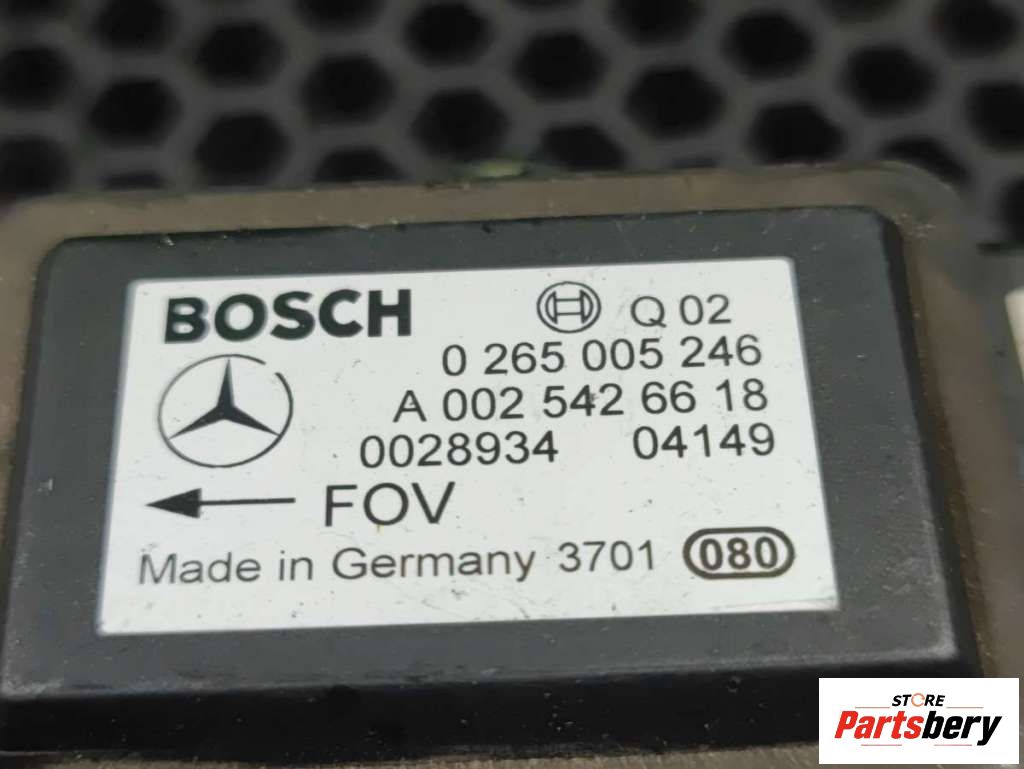 BOSCH
Q 02
0 265 005 246
A 002 542 66 18
0028934 04149
FOV
Made in Germany 3701 080
STORE
Partsbery